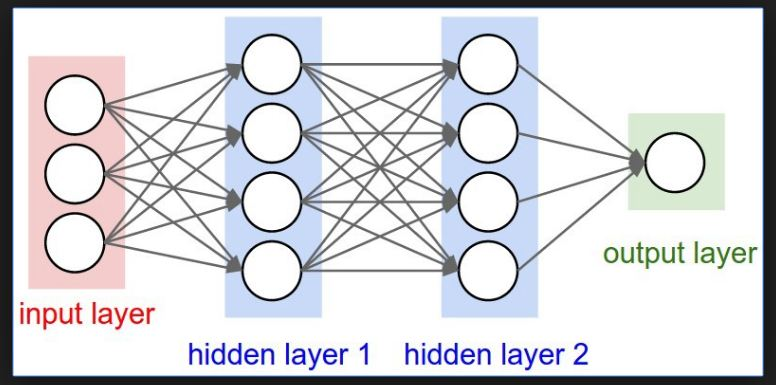 input layer
hidden layer 1
hidden layer 2
output layer